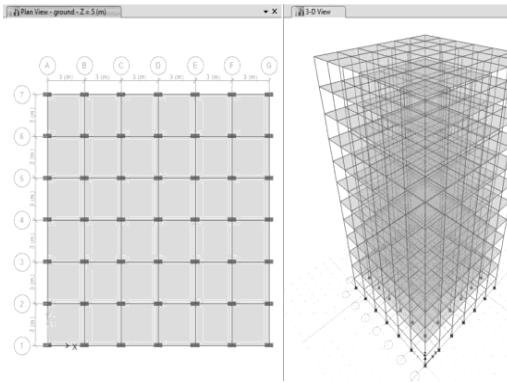 Plan View - ground - Z = 5 (m)
3-D View
A B C D E F G
3 (m) 3 (m) 3 (m) 3 (m) 3 (m) 3 (m)
7
3 (m)
6
3 (m)
5
3 (m)
4
3 (m)
3
3 (m)
2
3 (m)
1
X